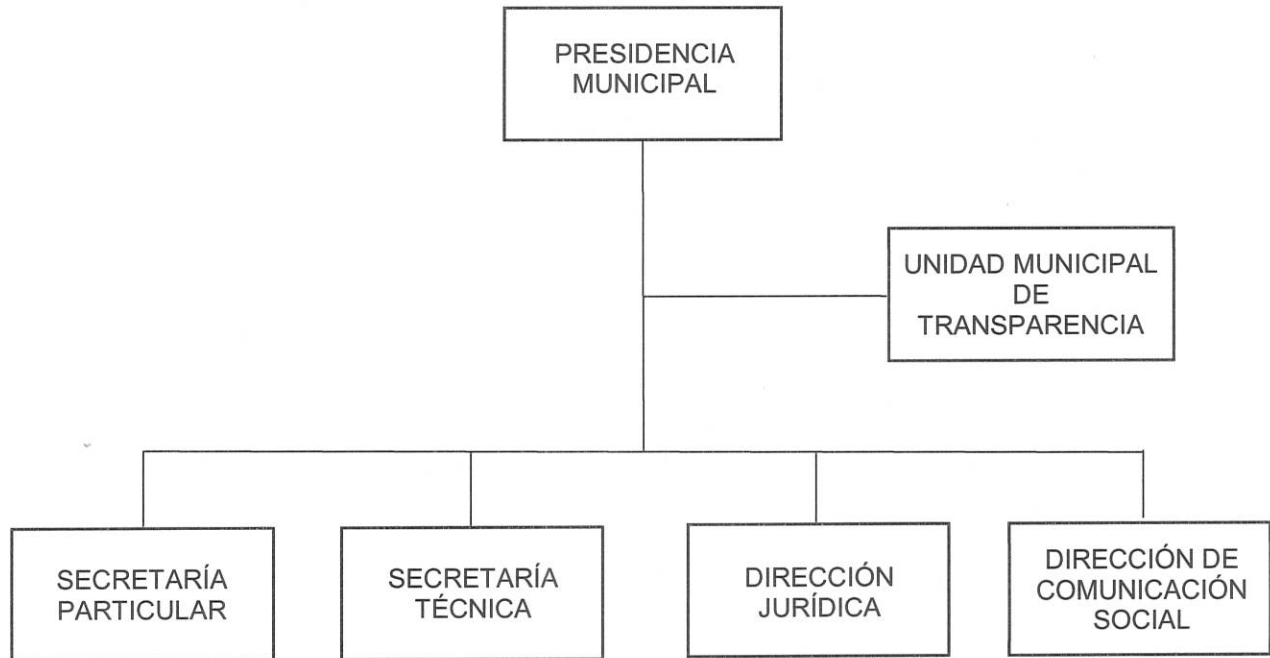 PRESIDENCIA
MUNICIPAL
UNIDAD MUNICIPAL
DE
TRANSPARENCIA
SECRETARÍA
PARTICULAR
SECRETARÍA
TÉCNICA
DIRECCIÓN
JURÍDICA
DIRECCIÓN DE
COMUNICACIÓN
SOCIAL